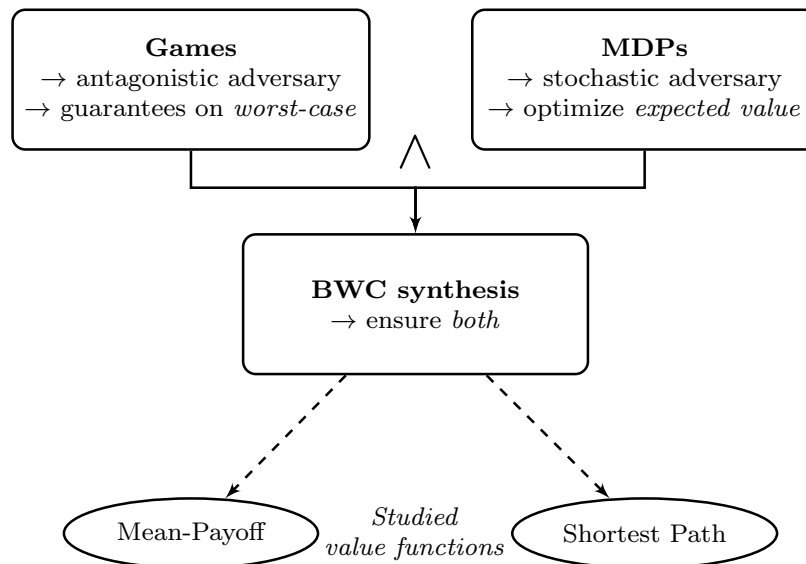 Games
→ antagonistic adversary
→ guarantees on worst-case
MDPs
→ stochastic adversary
→ optimize expected value
∧
BWC synthesis
→ ensure both
Mean-Payoff
Studied
value functions
Shortest Path